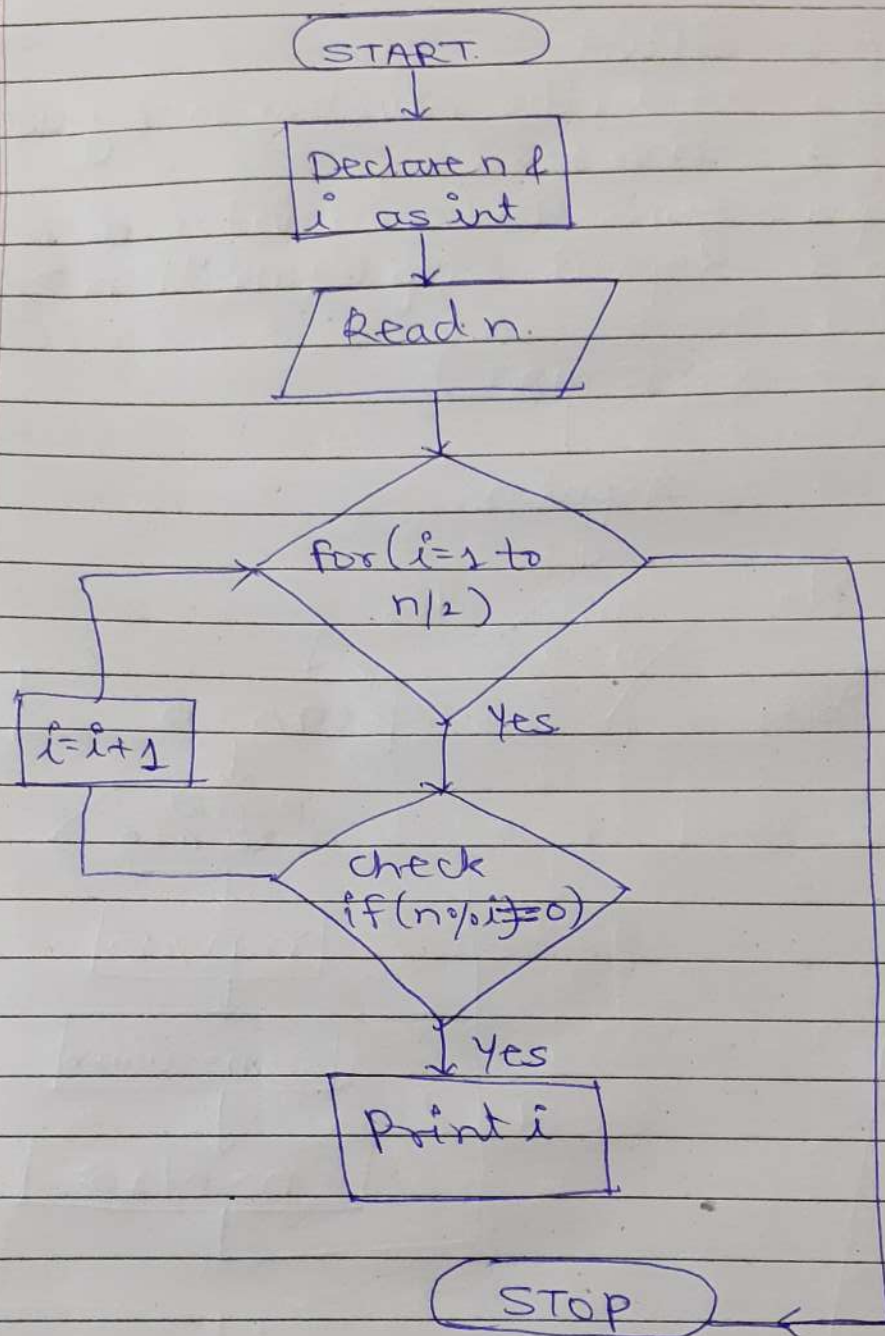 START.
Declare n &
i as int
Read n.
for (i=1 to
n/2)
Yes
i=i+1
check
if (n%i==0)
Yes
Print i
STOP